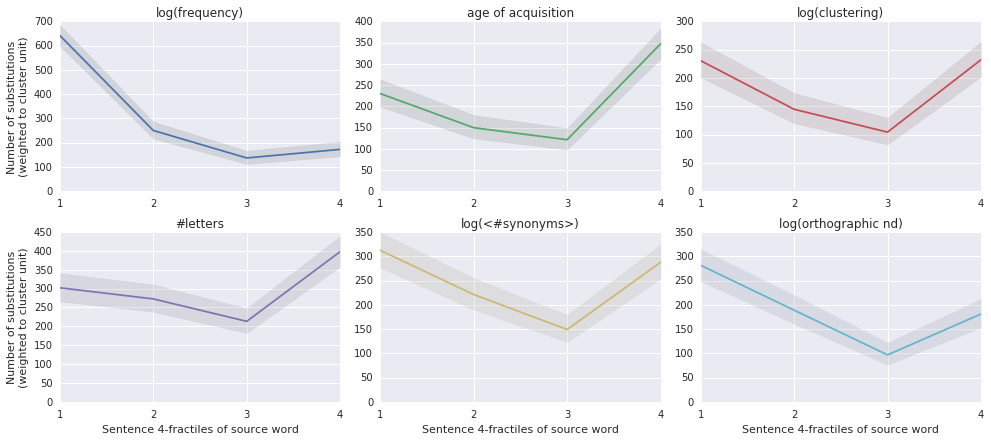 log(frequency)
age of acquisition
log(clustering)
Number of substitutions
(weighted to cluster unit)
700
600
500
400
300
200
100
0
1 2 3 4
400
350
300
250
200
150
100
50
0
1 2 3 4
300
250
200
150
100
50
0
1 2 3 4
#letters
log(<#synonyms>)
log(orthographic nd)
Number of substitutions
(weighted to cluster unit)
450
400
350
300
250
200
150
100
50
0
1 2 3 4
Sentence 4-fractiles of source word
350
300
250
200
150
100
50
0
1 2 3 4
Sentence 4-fractiles of source word
350
300
250
200
150
100
50
0
1 2 3 4
Sentence 4-fractiles of source word